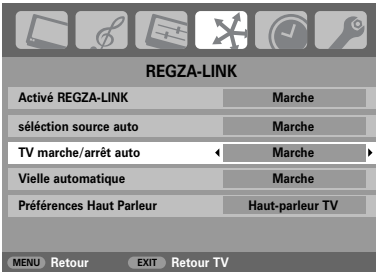 REGZA-LINK
Activé REGZA-LINK Marche
séléction source auto Marche
TV marche/arrêt auto Marche
Vielle automatique Marche
Préférences Haut Parleur Haut-parleur TV
MENU Retour EXIT Retour TV